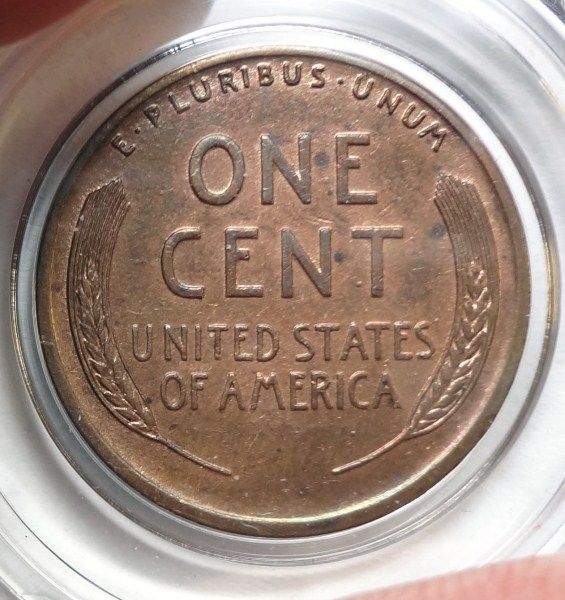 E·PLURIBUS·UNUM
ONE
CENT
UNITED STATES
OF AMERICA